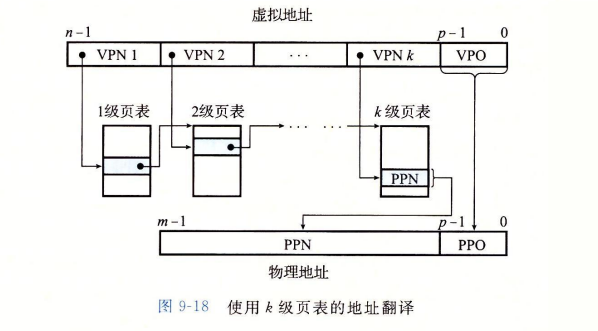 虚拟地址
n-1 p-1 0
VPN 1 VPN 2 ... VPN k VPO
1级页表 2级页表 k 级页表
... ...
PPN
m-1 p-1 0
PPN PPO
物理地址
图 9-18 使用 k 级页表的地址翻译